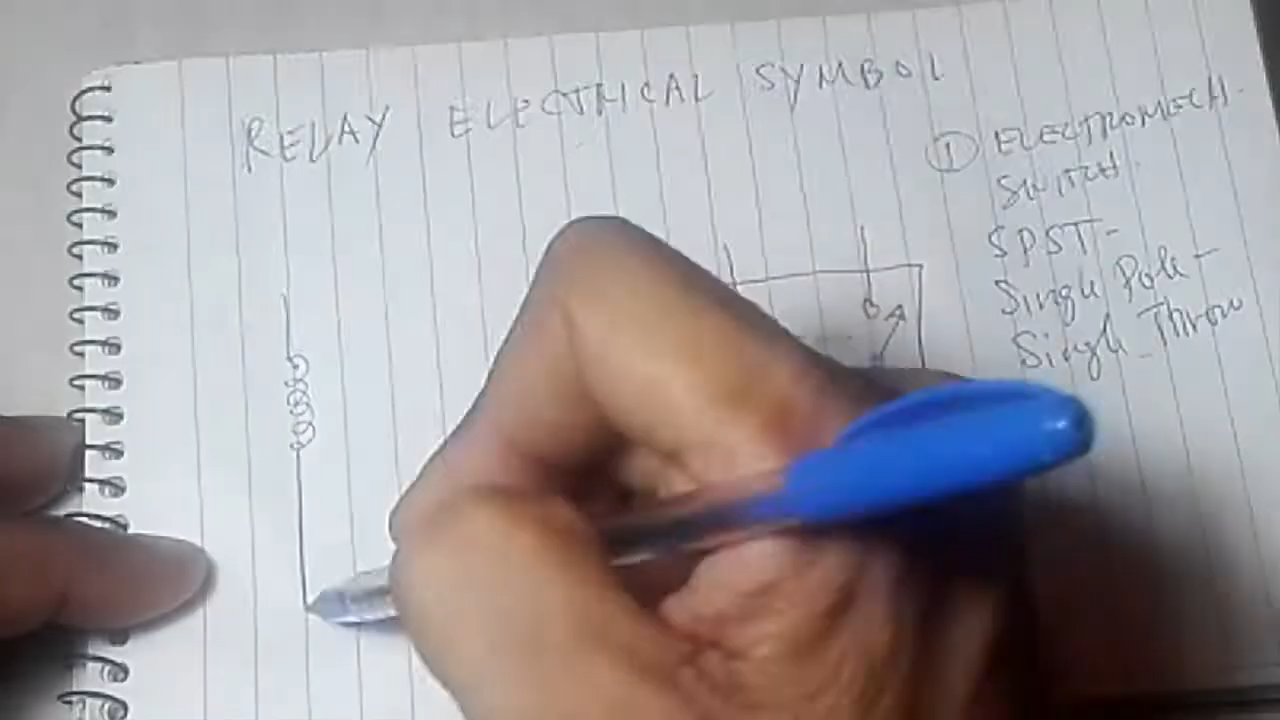 RELAY ELECTRICAL SYMBOL
① ELECTROMECH.
SWITCH.
SPST-
Single Pole-
Single Throw